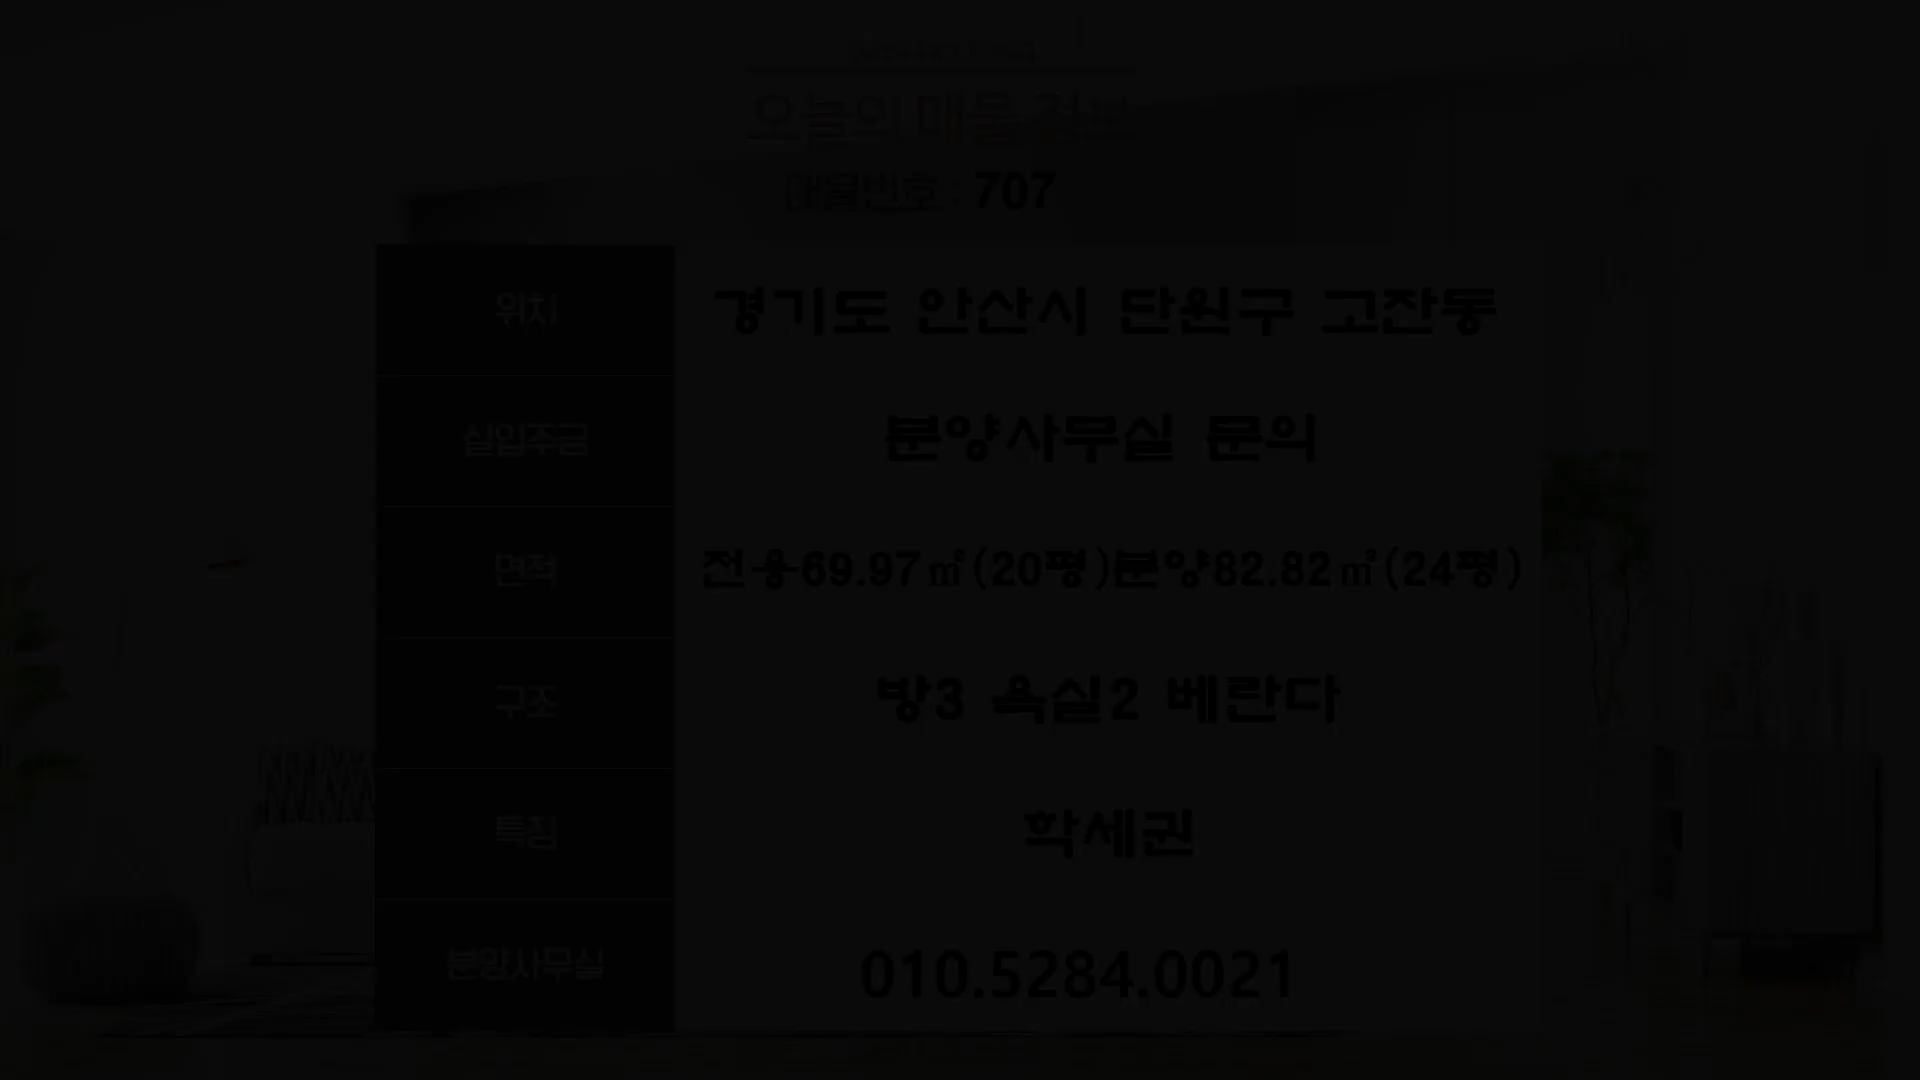 오늘의 매물 정보
매물번호 : 707
위치 경기도 안산시 단원구 고잔동
실입주금 분양사무실 문의
면적 전용69.97㎡(20평)분양82.82㎡(24평)
구조 방3 욕실2 베란다
특징 학세권
분양사무실 010.5284.0021